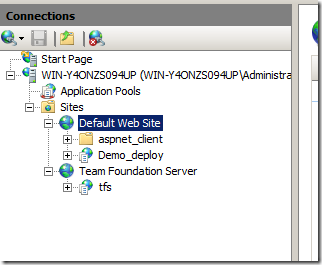 Connections
Start Page
WIN-Y4ONZS094UP (WIN-Y4ONZS094UP\Administra
Application Pools
Sites
Default Web Site
aspnet_client
Demo_deploy
Team Foundation Server
tfs